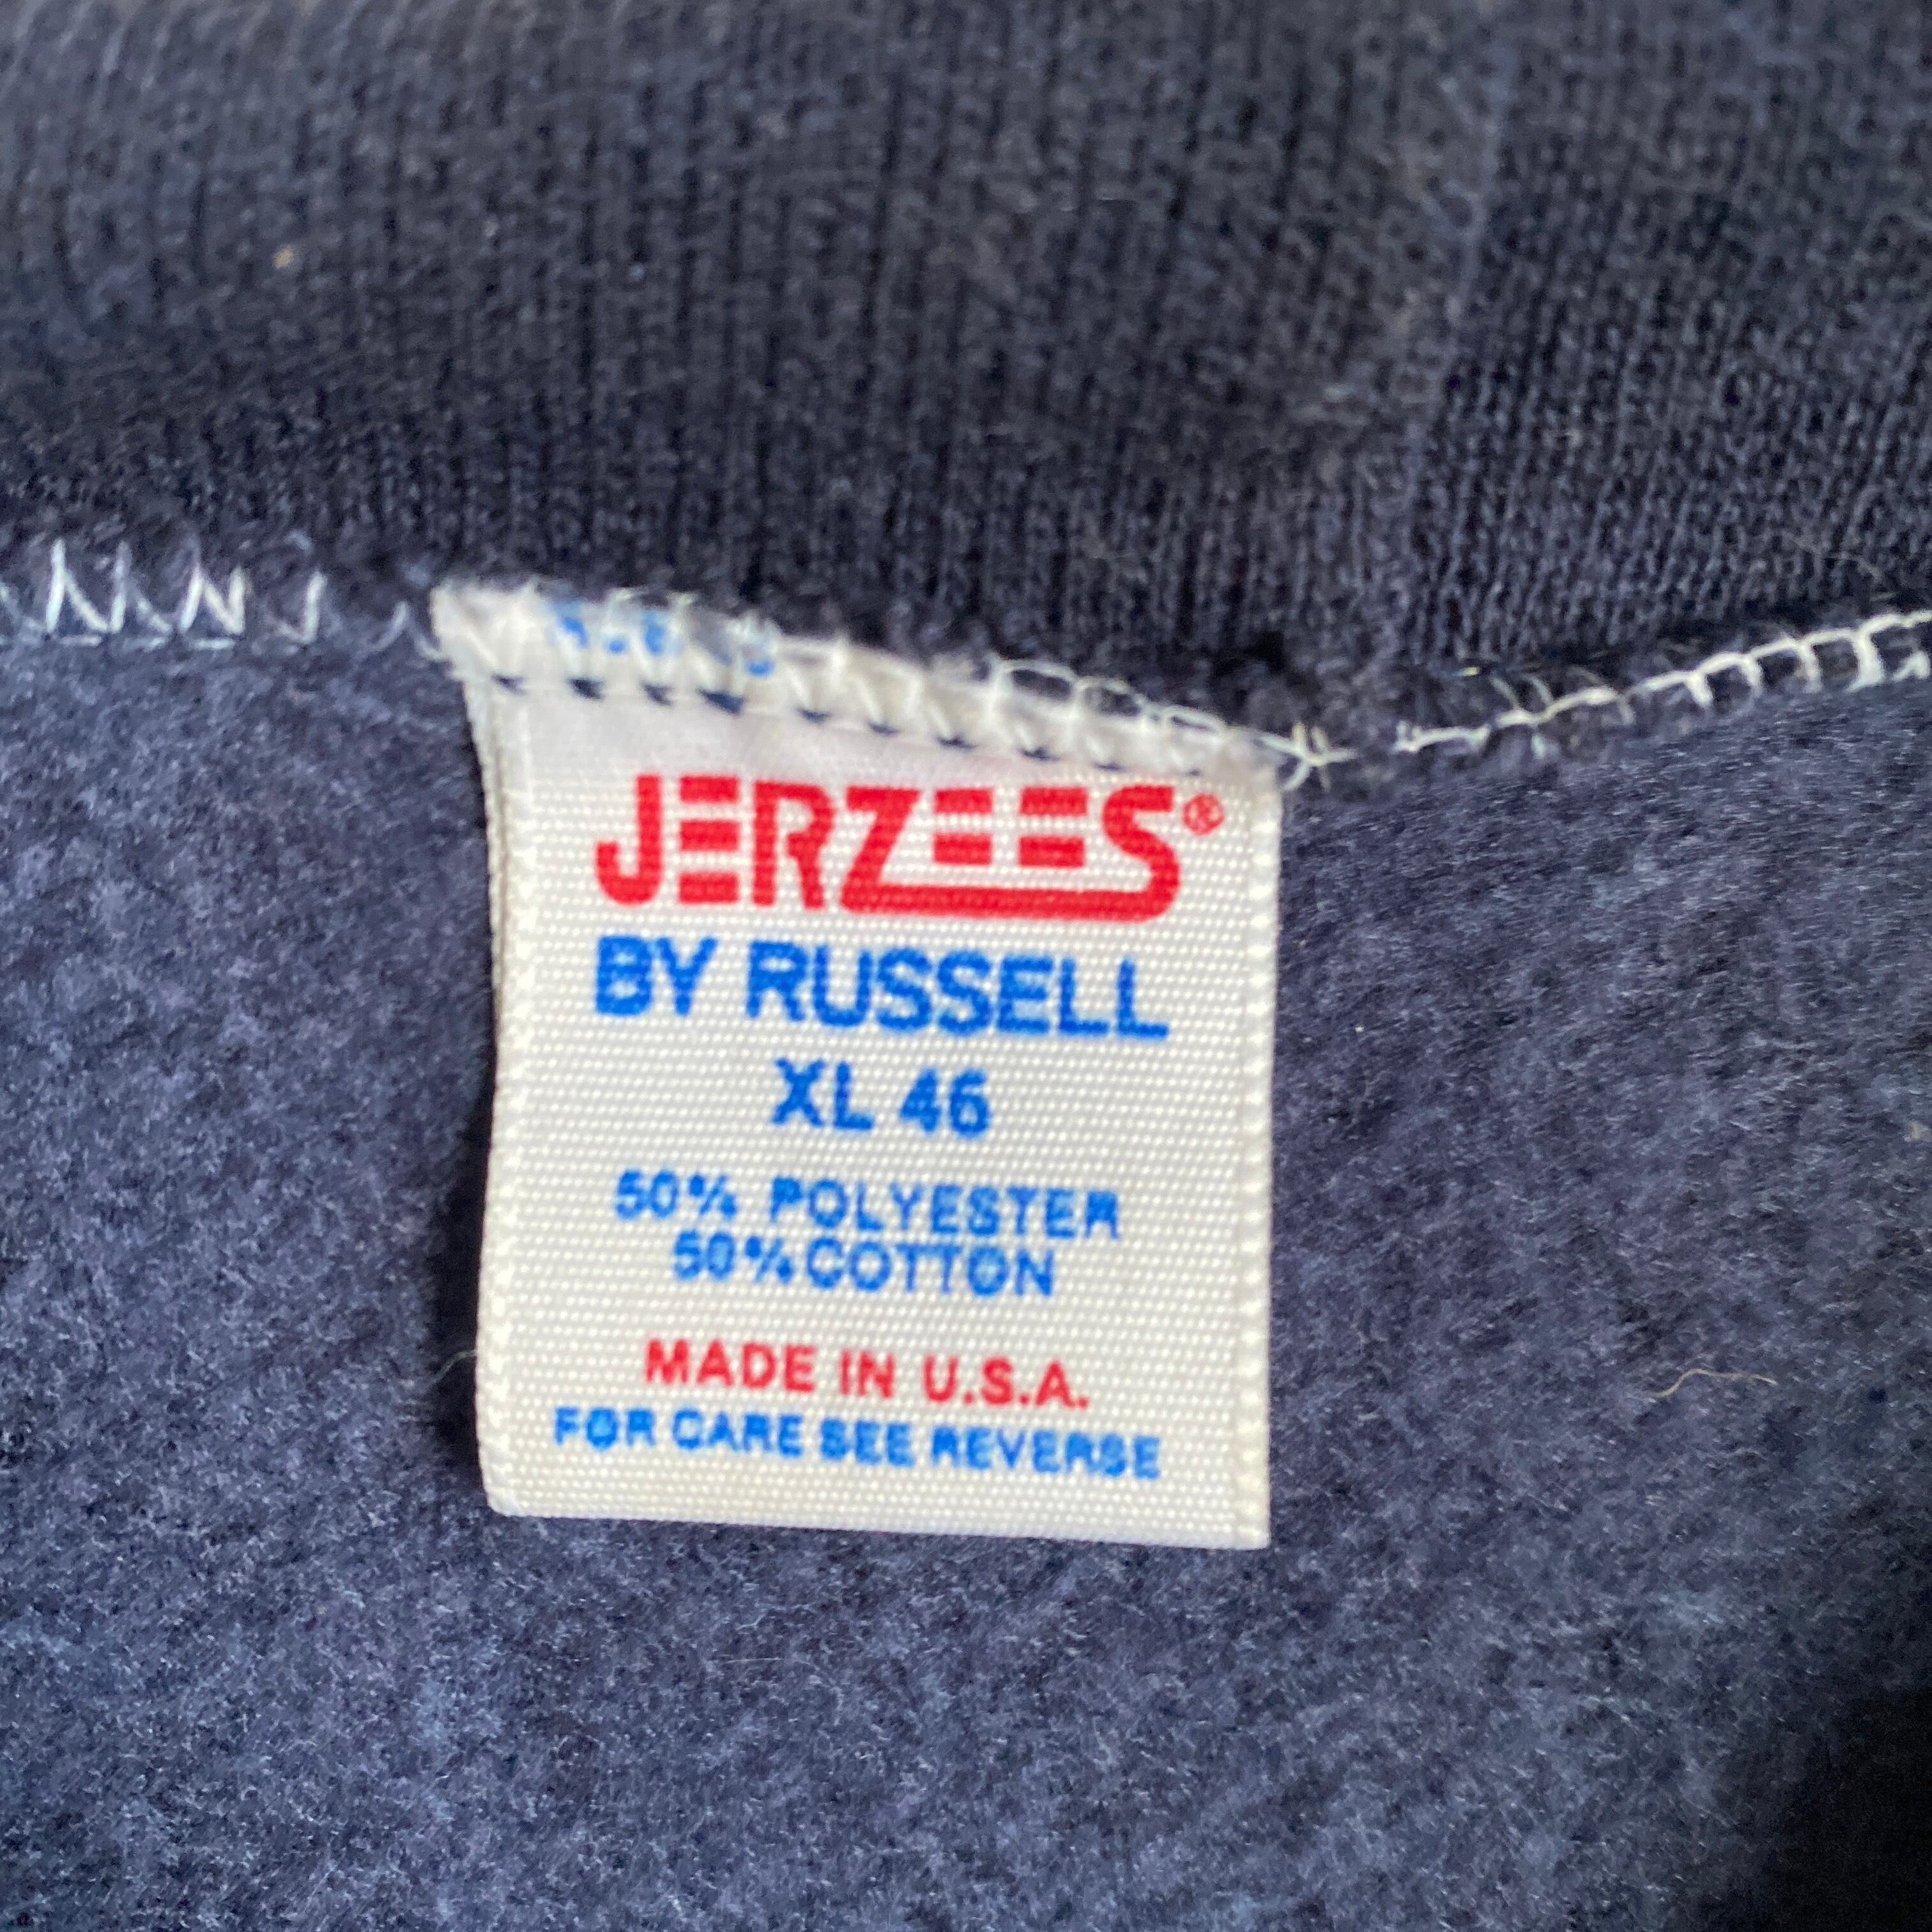 JERZEES®
BY RUSSELL
XL 46
50% POLYESTER
50% COTTON
MADE IN U.S.A.
FOR CARE SEE REVERSE